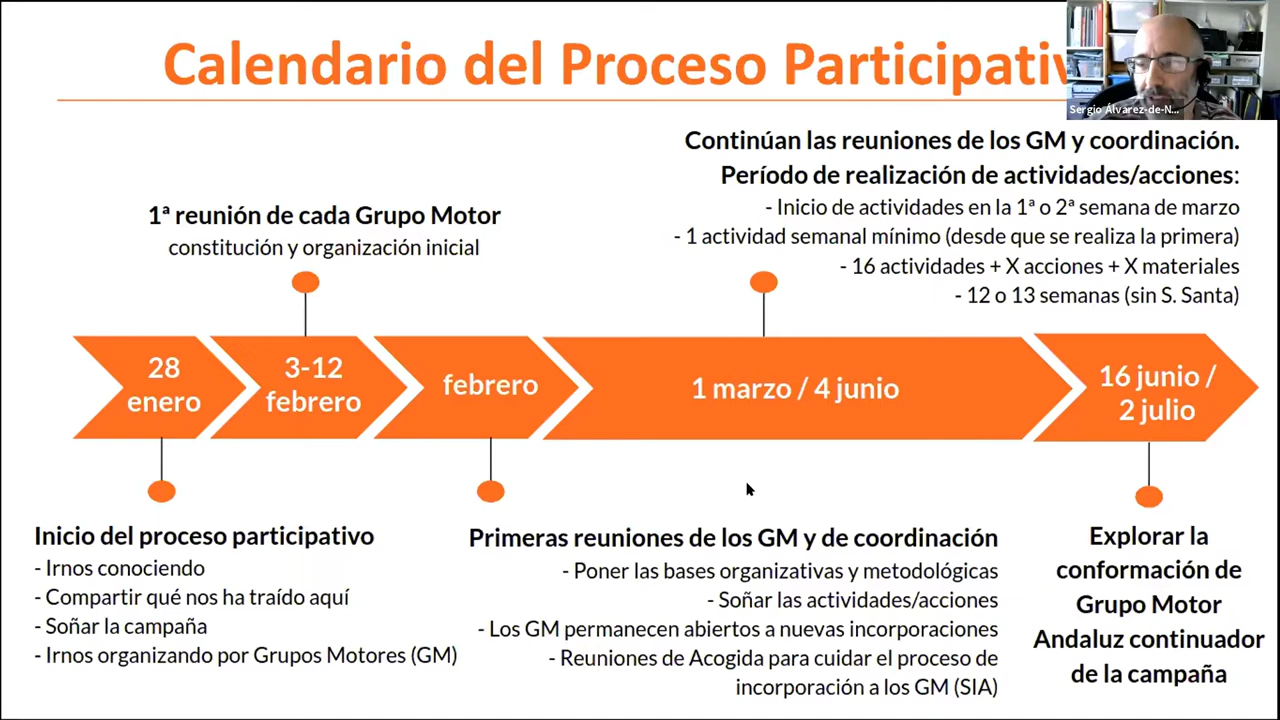 Calendario del Proceso Participativ
Sergio Álvarez-de-N...
Continúan las reuniones de los GM y coordinación.
Período de realización de actividades/acciones:
- Inicio de actividades en la 1ª o 2ª semana de marzo
- 1 actividad semanal mínimo (desde que se realiza la primera)
- 16 actividades + X acciones + X materiales
- 12 o 13 semanas (sin S. Santa)
1ª reunión de cada Grupo Motor
constitución y organización inicial
28
enero
3-12
febrero
febrero
1 marzo / 4 junio
16 junio /
2 julio
Inicio del proceso participativo
- Irnos conociendo
- Compartir qué nos ha traído aquí
- Soñar la campaña
- Irnos organizando por Grupos Motores (GM)
Primeras reuniones de los GM y de coordinación
- Poner las bases organizativas y metodológicas
- Soñar las actividades/acciones
- Los GM permanecen abiertos a nuevas incorporaciones
- Reuniones de Acogida para cuidar el proceso de
incorporación a los GM (SIA)
Explorar la
conformación de
Grupo Motor
Andaluz continuador
de la campaña